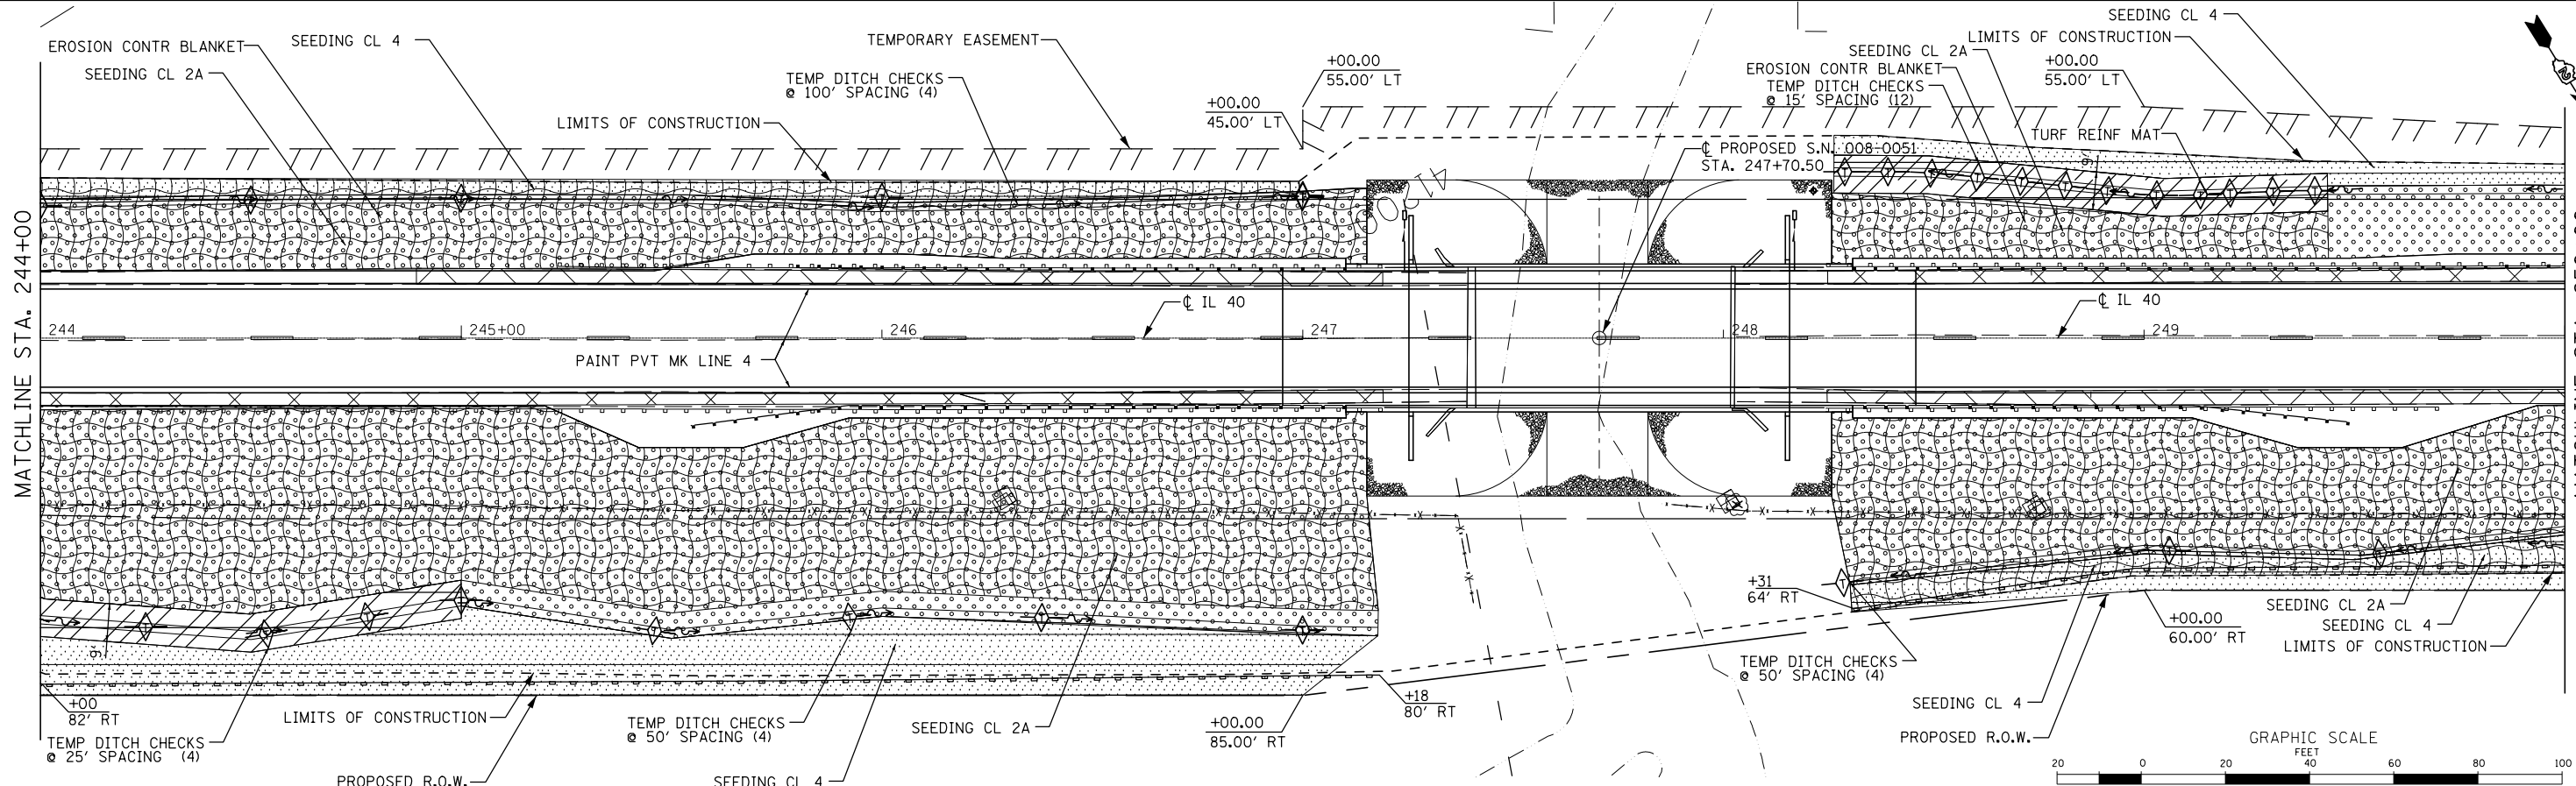 SEEDING CL 4
EROSION CONTR BLANKET
SEEDING CL 4
TEMPORARY EASEMENT
LIMITS OF CONSTRUCTION
SEEDING CL 2A
TEMP DITCH CHECKS
@ 100' SPACING (4)
+00.00
55.00' LT
SEEDING CL 2A
EROSION CONTR BLANKET
TEMP DITCH CHECKS
@ 15' SPACING (12)
+00.00
55.00' LT
+00.00
45.00' LT
LIMITS OF CONSTRUCTION
TURF REINF MAT
℄ PROPOSED S.N. 008-0051
STA. 247+70.50
9'
MATCHLINE STA. 244+00
℄ IL 40
℄ IL 40
244
245+00
246
247
248
249
PAINT PVT MK LINE 4
+31
64' RT
+00.00
60.00' RT
SEEDING CL 2A
SEEDING CL 4
LIMITS OF CONSTRUCTION
9'
TEMP DITCH CHECKS
@ 50' SPACING (4)
+00
82' RT
LIMITS OF CONSTRUCTION
TEMP DITCH CHECKS
@ 50' SPACING (4)
SEEDING CL 2A
+00.00
85.00' RT
+18
80' RT
SEEDING CL 4
TEMP DITCH CHECKS
@ 25' SPACING (4)
PROPOSED R.O.W.
GRAPHIC SCALE
FEET
20 0 20 40 60 80 100
PROPOSED R.O.W.
SEEDING CL 4